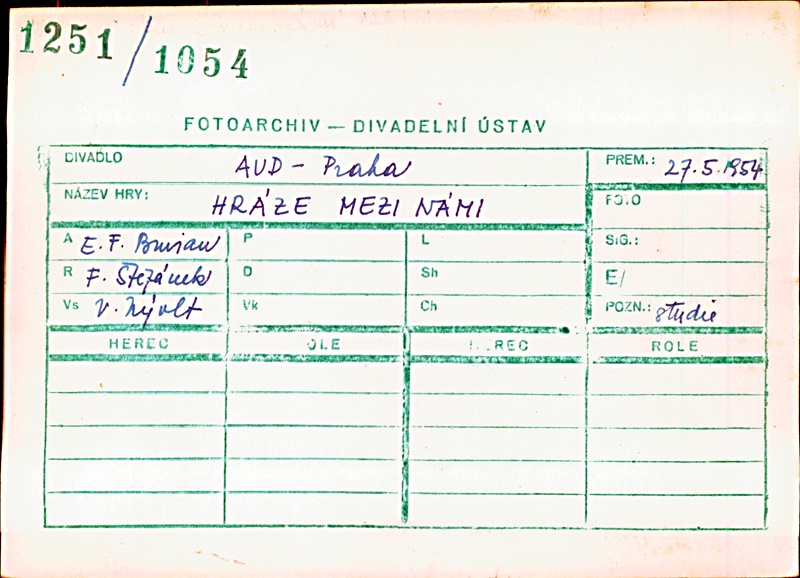 1251/1054
FOTOARCHIV — DIVADELNÍ ÚSTAV
DIVADLO AUD - Praha PREM.: 27.5.1954
NÁZEV HRY: HRÁZE MEZI NÁMI FOTO
A E. F. Burian P L SIG.:
R F. Štěpánek D Sh E/
Vs V. Nývlt Vk Ch POZN.: studie
HEREC ROLE HEREC ROLE